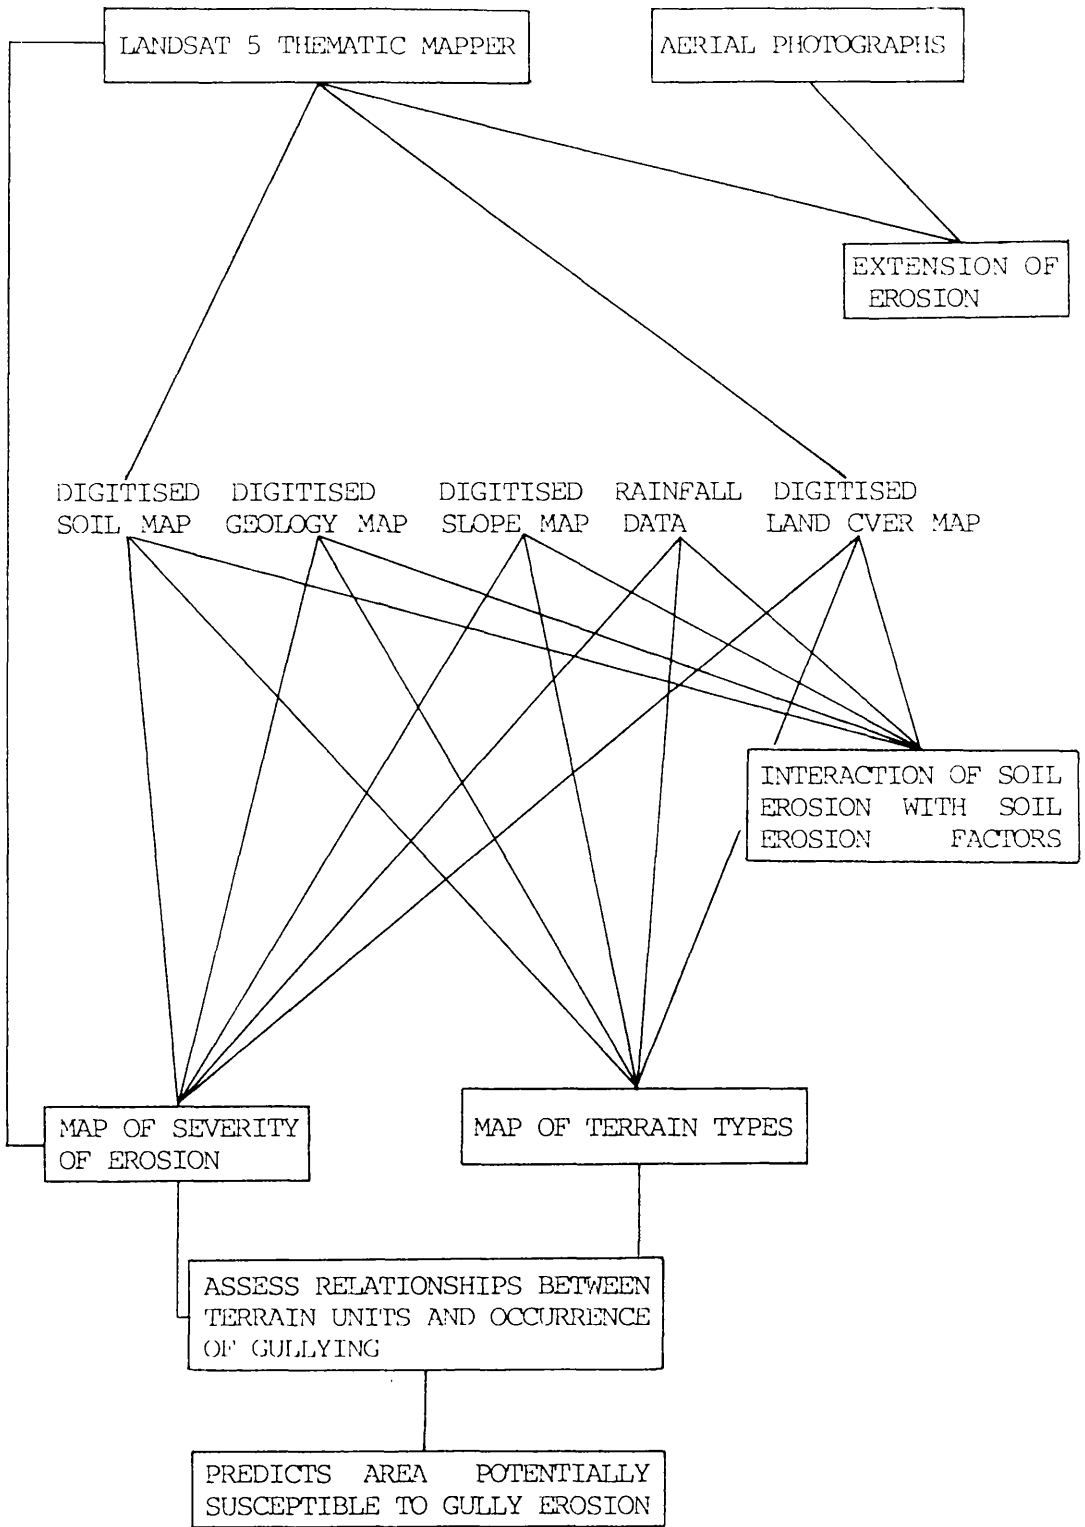 LANDSAT 5 THEMATIC MAPPER
AERIAL PHOTOGRAPHS
EXTENSION OF
EROSION
DIGITISED
SOIL MAP
DIGITISED
GEOLOGY MAP
DIGITISED
SLOPE MAP
RAINFALL
DATA
DIGITISED
LAND CVER MAP
INTERACTION OF SOIL
EROSION WITH SOIL
EROSION FACTORS
MAP OF SEVERITY
OF EROSION
MAP OF TERRAIN TYPES
ASSESS RELATIONSHIPS BETWEEN
TERRAIN UNITS AND OCCURRENCE
OF GULLYING
PREDICTS AREA POTENTIALLY
SUSCEPTIBLE TO GULLY EROSION